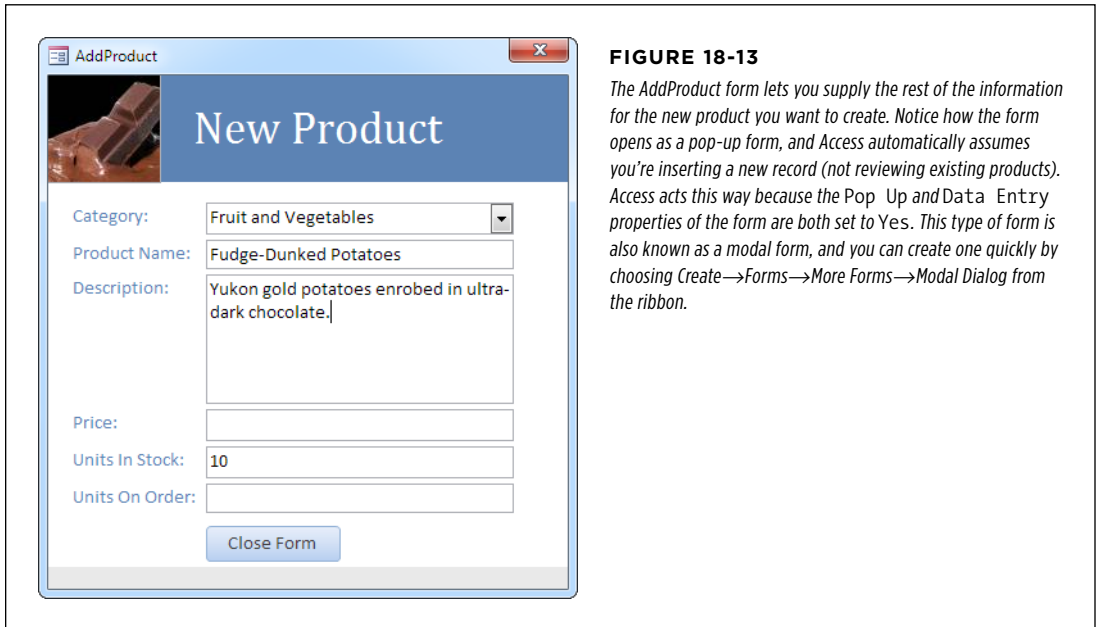 AddProduct
New Product
Category:
Fruit and Vegetables
Product Name:
Fudge-Dunked Potatoes
Description:
Yukon gold potatoes enrobed in ultra-
dark chocolate.
Price:
Units In Stock:
10
Units On Order:
Close Form
FIGURE 18-13
The AddProduct form lets you supply the rest of the information
for the new product you want to create. Notice how the form
opens as a pop-up form, and Access automatically assumes
you're inserting a new record (not reviewing existing products).
Access acts this way because the Pop Up and Data Entry
properties of the form are both set to Yes. This type of form is
also known as a modal form, and you can create one quickly by
choosing Create→Forms→More Forms→Modal Dialog from
the ribbon.